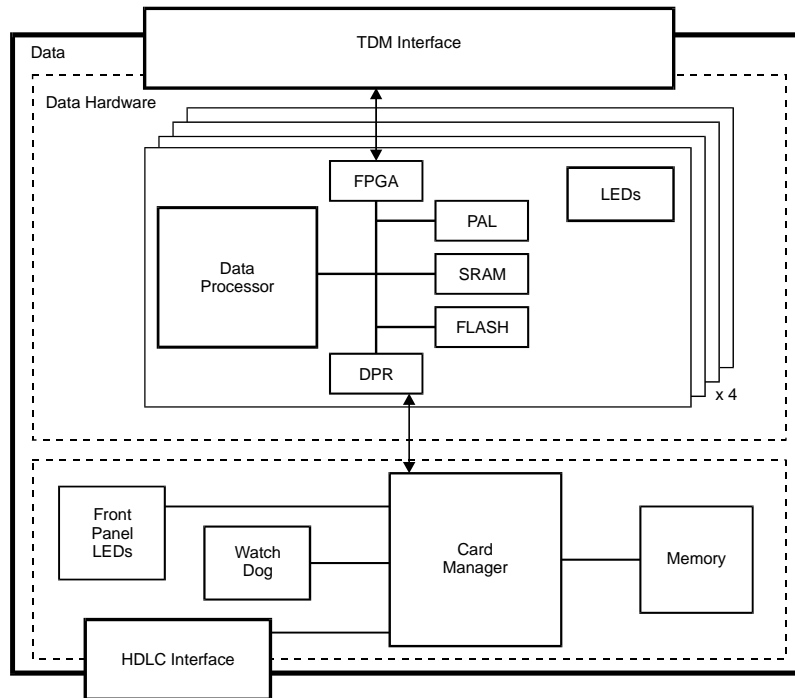 TDM Interface
Data
Data Hardware
FPGA
LEDs
PAL
Data
Processor
SRAM
FLASH
DPR
x 4
Front
Panel
LEDs
Watch
Dog
Card
Manager
Memory
HDLC Interface